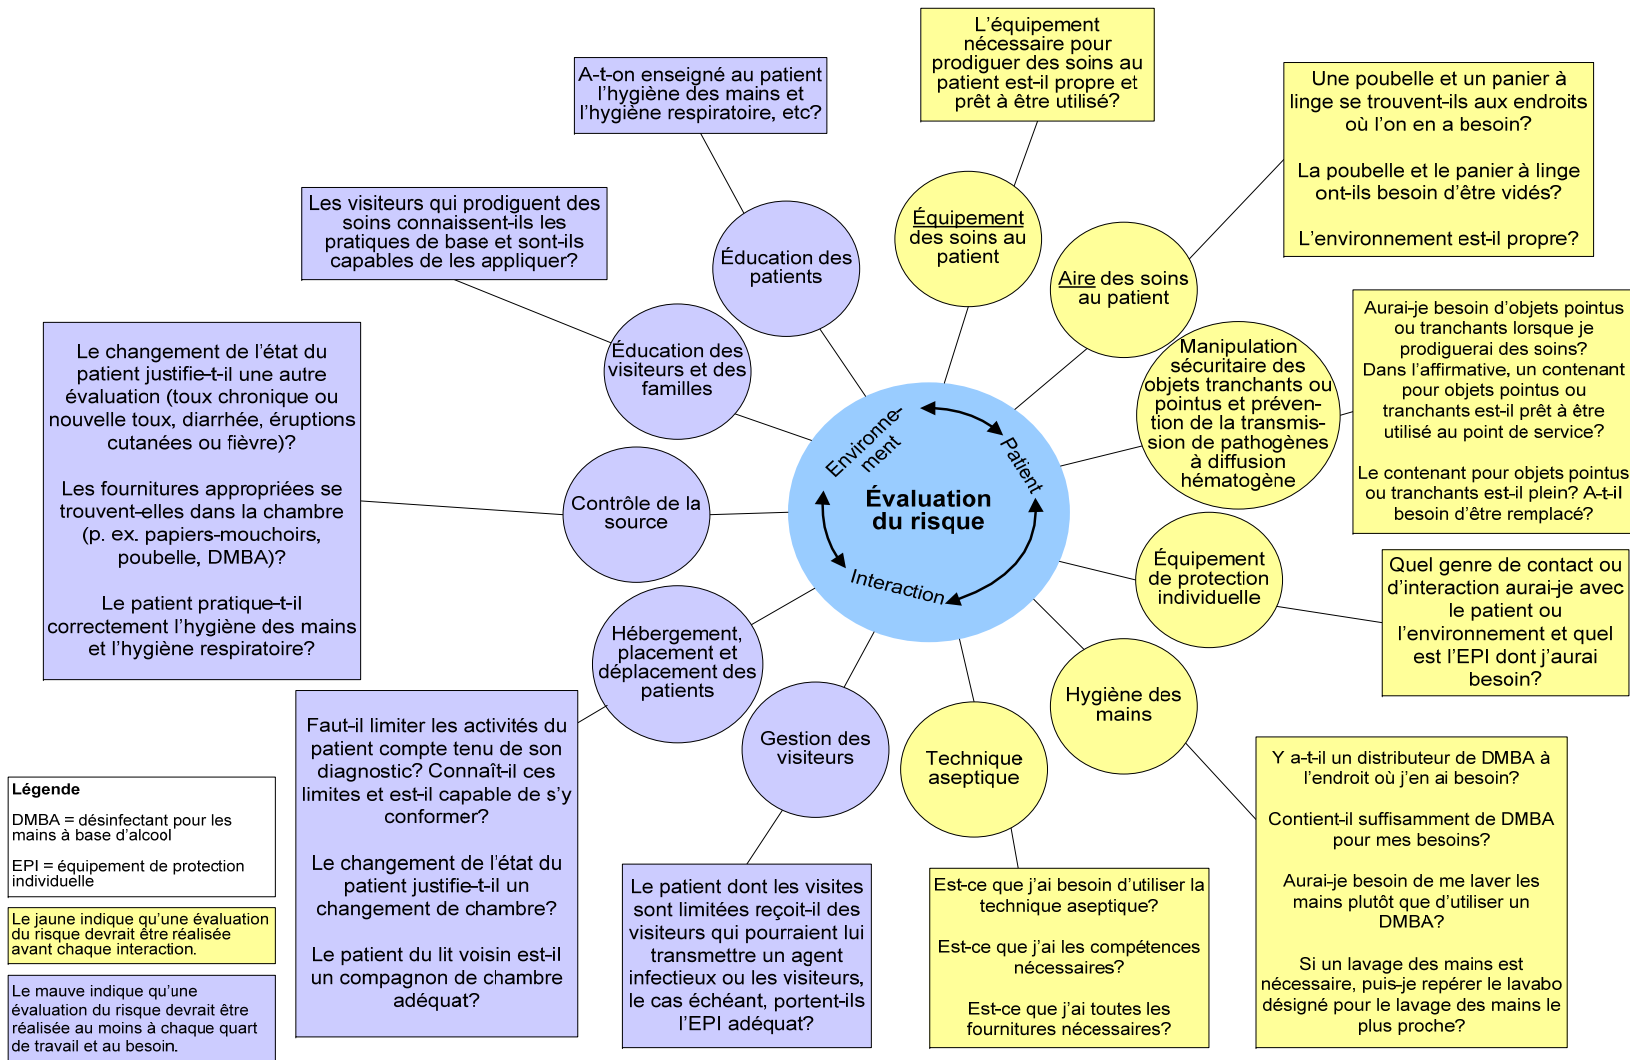 L'équipement
nécessaire pour
prodiguer des soins au
patient est-il propre et
prêt à être utilisé?
A-t-on enseigné au patient
l'hygiène des mains et
l'hygiène respiratoire, etc?
Une poubelle et un panier à
linge se trouvent-ils aux endroits
où l'on en a besoin?
La poubelle et le panier à linge
ont-ils besoin d'être vidés?
L'environnement est-il propre?
Les visiteurs qui prodiguent des
soins connaissent-ils les
pratiques de base et sont-ils
capables de les appliquer?
Éducation des
patients
Équipement
des soins au
patient
Aire des soins
au patient
Éducation des
visiteurs et des
familles
Manipulation
sécuritaire des
objets tranchants ou
pointus et préven-
tion de la transmis-
sion de pathogènes
à diffusion
hématogène
Aurai-je besoin d'objets pointus
ou tranchants lorsque je
prodiguerai des soins?
Dans l'affirmative, un contenant
pour objets pointus ou
tranchants est-il prêt à être
utilisé au point de service?
Le contenant pour objets pointus
ou tranchants est-il plein? A-t-il
besoin d'être remplacé?
Le changement de l'état du
patient justifie-t-il une autre
évaluation (toux chronique ou
nouvelle toux, diarrhée, éruptions
cutanées ou fièvre)?
Les fournitures appropriées se
trouvent-elles dans la chambre
(p. ex. papiers-mouchoirs,
poubelle, DMBA)?
Le patient pratique-t-il
correctement l'hygiène des mains
et l'hygiène respiratoire?
Contrôle de la
source
Environne-
ment
Patient
Évaluation
du risque
Interaction
Équipement
de protection
individuelle
Quel genre de contact ou
d'interaction aurai-je avec
le patient ou
l'environnement et quel
est l'EPI dont j'aurai
besoin?
Hébergement,
placement et
déplacement des
patients
Gestion des
visiteurs
Technique
aseptique
Hygiène des
mains
Faut-il limiter les activités du
patient compte tenu de son
diagnostic? Connaît-il ces
limites et est-il capable de s'y
conformer?
Le changement de l'état du
patient justifie-t-il un
changement de chambre?
Le patient du lit voisin est-il
un compagnon de chambre
adéquat?
Le patient dont les visites
sont limitées reçoit-il des
visiteurs qui pourraient lui
transmettre un agent
infectieux ou les visiteurs,
le cas échéant, portent-ils
l'EPI adéquat?
Est-ce que j'ai besoin d'utiliser la
technique aseptique?
Est-ce que j'ai les compétences
nécessaires?
Est-ce que j'ai toutes les
fournitures nécessaires?
Y a-t-il un distributeur de DMBA à
l'endroit où j'en ai besoin?
Contient-il suffisamment de DMBA
pour mes besoins?
Aurai-je besoin de me laver les
mains plutôt que d'utiliser un
DMBA?
Si un lavage des mains est
nécessaire, puis-je repérer le lavabo
désigné pour le lavage des mains le
plus proche?
Légende
DMBA = désinfectant pour les
mains à base d'alcool
EPI = équipement de protection
individuelle
Le jaune indique qu'une évaluation
du risque devrait être réalisée
avant chaque interaction.
Le mauve indique qu'une
évaluation du risque devrait être
réalisée au moins à chaque quart
de travail et au besoin.